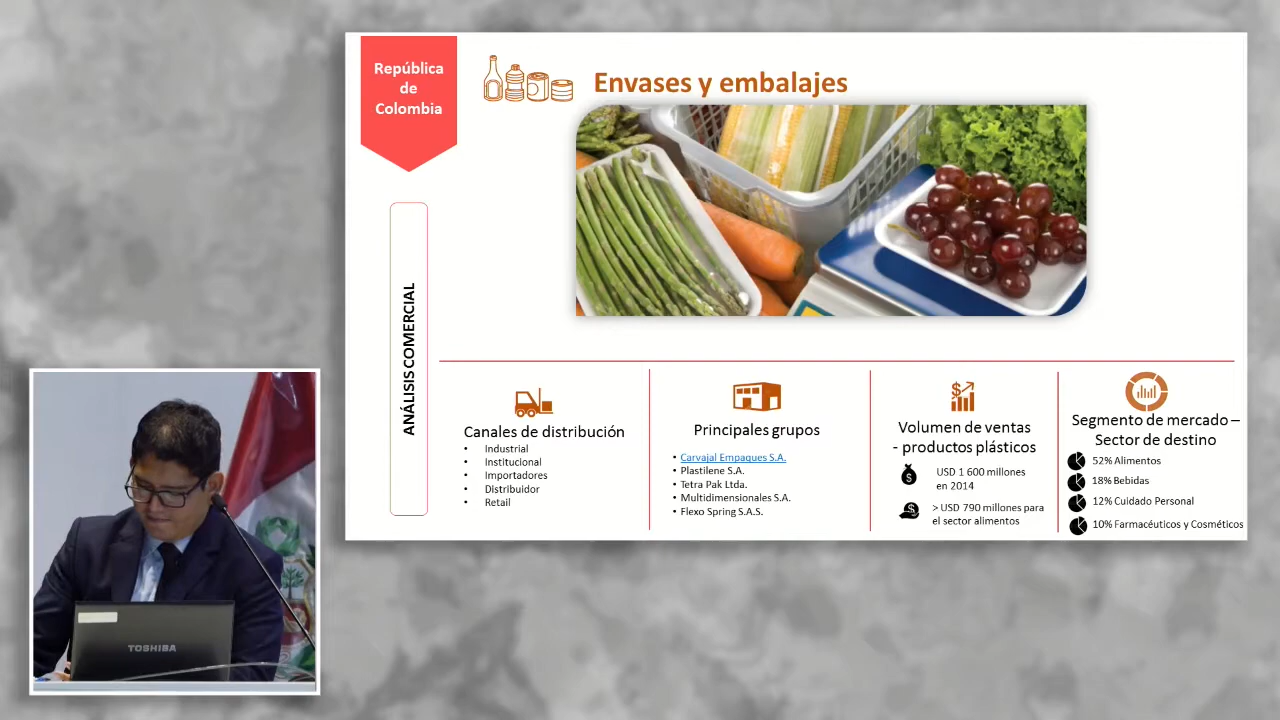 República
de
Colombia
Envases y embalajes
ANÁLISIS COMERCIAL
Canales de distribución
• Industrial
• Institucional
• Importadores
• Distribuidor
• Retail
Principales grupos
• Carvajal Empaques S.A.
• Plastilene S.A.
• Tetra Pak Ltda.
• Multidimensionales S.A.
• Flexo Spring S.A.S.
Volumen de ventas
- productos plásticos
USD 1 600 millones
en 2014
> USD 790 millones para
el sector alimentos
Segmento de mercado –
Sector de destino
52% Alimentos
18% Bebidas
12% Cuidado Personal
10% Farmacéuticos y Cosméticos
TOSHIBA